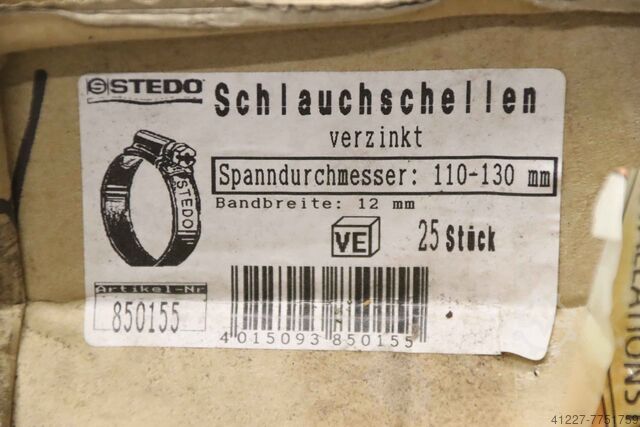 STEDO
Schlauchschellen
verzinkt
Spanndurchmesser: 110-130 mm
Bandbreite: 12 mm
STEDO
VE
25 Stück
Artikel-Nr
850155
4 015093 850155
41227-7751759